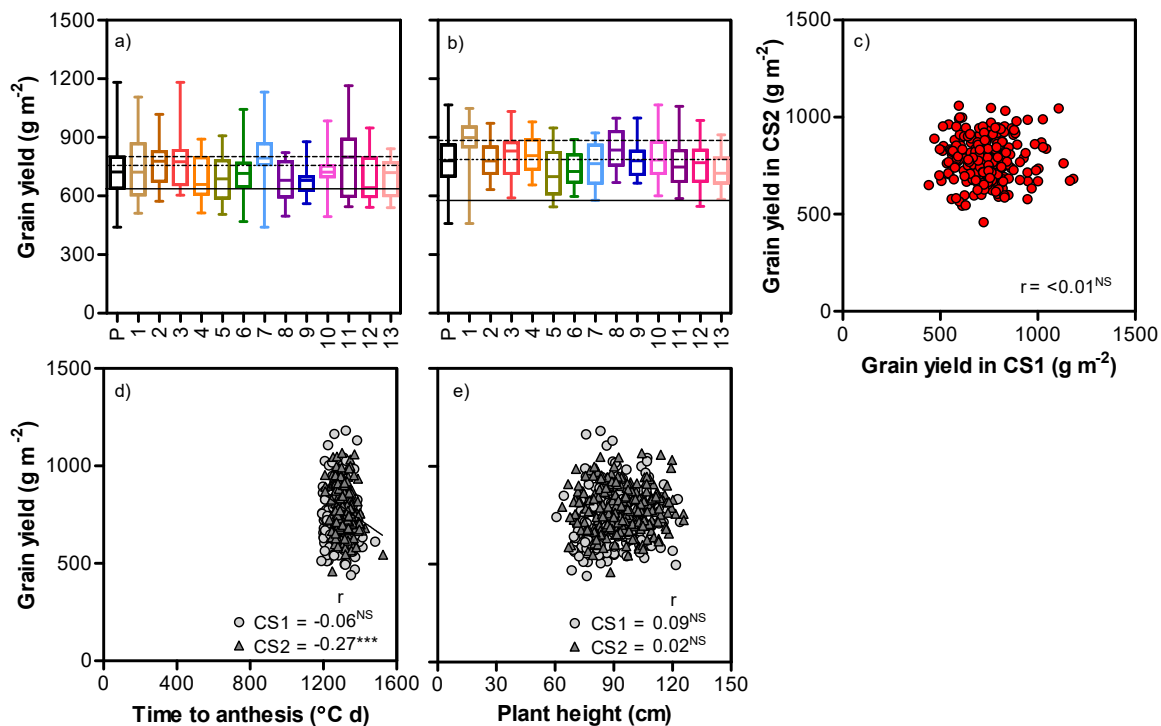 a)
Grain yield (g m⁻²)
1500
1200
900
600
300
0
P 1 2 3 4 5 6 7 8 9 10 11 12 13
b)
P 1 2 3 4 5 6 7 8 9 10 11 12 13
c)
Grain yield in CS2 (g m⁻²)
1500
1000
500
0
r = <0.01ᴺˢ
0 500 1000 1500
Grain yield in CS1 (g m⁻²)
d)
Grain yield (g m⁻²)
1500
1000
500
0
r
CS1 = -0.06ᴺˢ
CS2 = -0.27***
0 400 800 1200 1600
Time to anthesis (°C d)
e)
r
CS1 = 0.09ᴺˢ
CS2 = 0.02ᴺˢ
0 30 60 90 120 150
Plant height (cm)